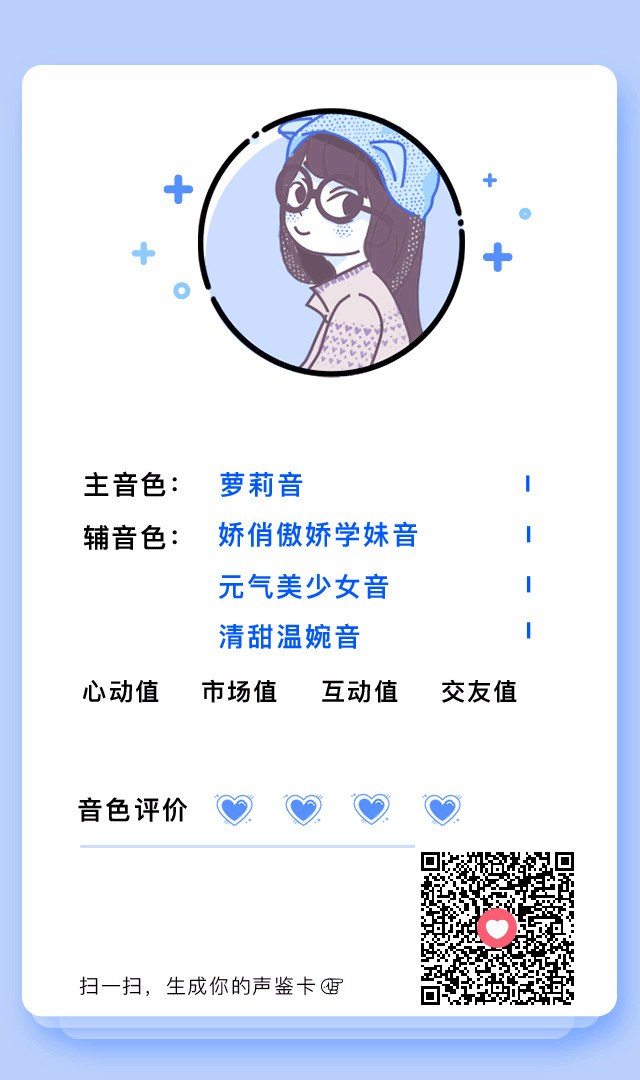 主音色: 萝莉音
辅音色: 娇俏傲娇学妹音
元气美少女音
清甜温婉音
心动值 市场值 互动值 交友值
音色评价
扫一扫，生成你的声鉴卡